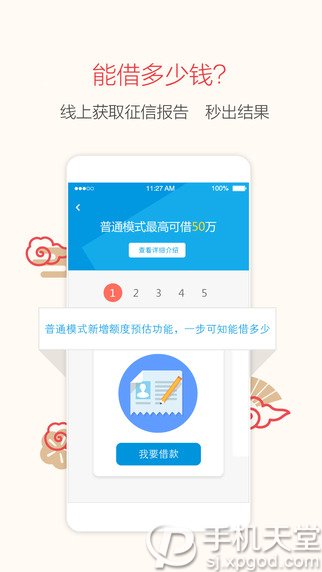 能借多少钱?
线上获取征信报告 秒出结果
11:27 AM
100%
普通模式最高可借50万
查看详细介绍
1 2 3 4 5
普通模式新增额度预估功能，一步可知能借多少
我要借款
手机天堂
sj.xpgod.com